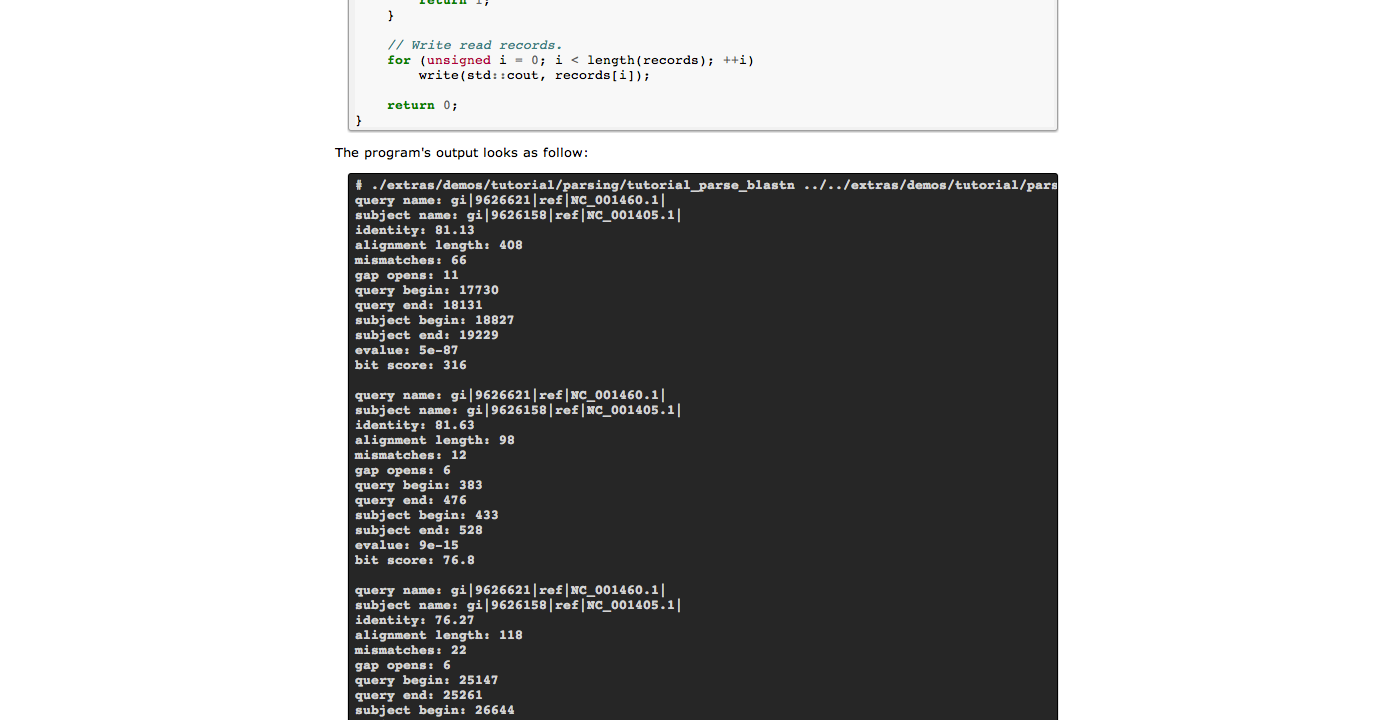 return 1;
}
// Write read records.
for (unsigned i = 0; i < length(records); ++i)
write(std::cout, records[i]);
return 0;
}
The program's output looks as follow:
# ./extras/demos/tutorial/parsing/tutorial_parse_blastn ../../extras/demos/tutorial/pars
query name: gi|9626621|ref|NC_001460.1|
subject name: gi|9626158|ref|NC_001405.1|
identity: 81.13
alignment length: 408
mismatches: 66
gap opens: 11
query begin: 17730
query end: 18131
subject begin: 18827
subject end: 19229
evalue: 5e-87
bit score: 316
query name: gi|9626621|ref|NC_001460.1|
subject name: gi|9626158|ref|NC_001405.1|
identity: 81.63
alignment length: 98
mismatches: 12
gap opens: 6
query begin: 383
query end: 476
subject begin: 433
subject end: 528
evalue: 9e-15
bit score: 76.8
query name: gi|9626621|ref|NC_001460.1|
subject name: gi|9626158|ref|NC_001405.1|
identity: 76.27
alignment length: 118
mismatches: 22
gap opens: 6
query begin: 25147
query end: 25261
subject begin: 26644